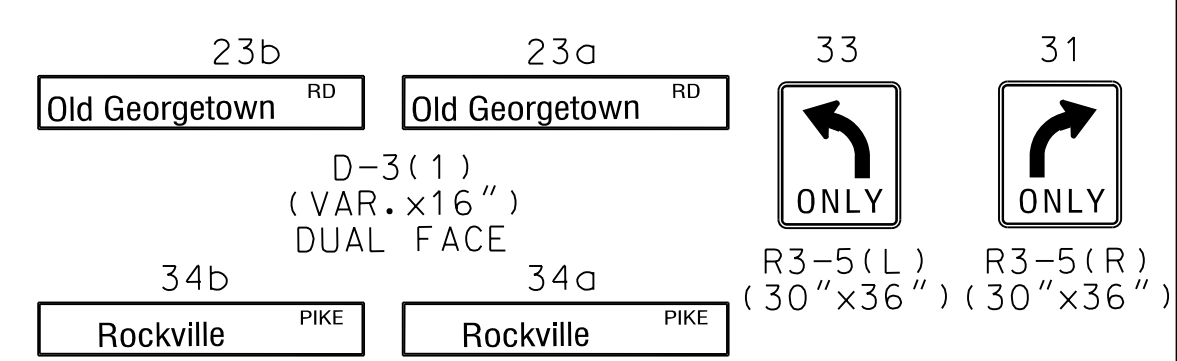 23b 23a 33 31
Old Georgetown RD Old Georgetown RD
D-3(1)
(VAR.x16")
DUAL FACE
ONLY ONLY
R3-5(L) R3-5(R)
(30"x36") (30"x36")
34b 34a
Rockville PIKE Rockville PIKE